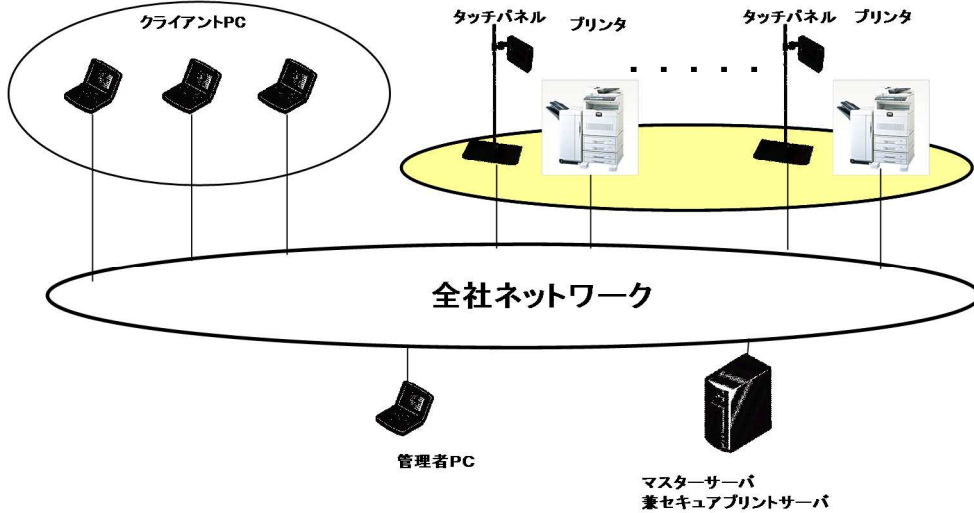 クライアントPC
タッチパネル
プリンタ
タッチパネル
プリンタ
全社ネットワーク
管理者PC
マスターサーバ
兼セキュアプリントサーバ